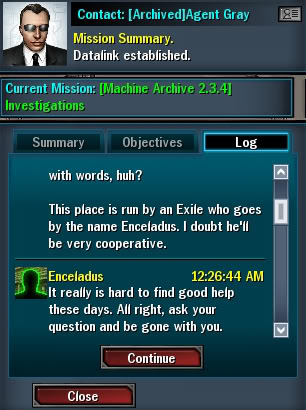 Contact: [Archived]Agent Gray
Mission Summary.
Datalink established.
Current Mission: [Machine Archive 2.3.4]
Investigations
Summary
Objectives
Log
with words, huh?
This place is run by an Exile who goes
by the name Enceladus. I doubt he'll
be very cooperative.
Enceladus 12:26:44 AM
It really is hard to find good help
these days. All right, ask your
question and be gone with you.
Continue
Close